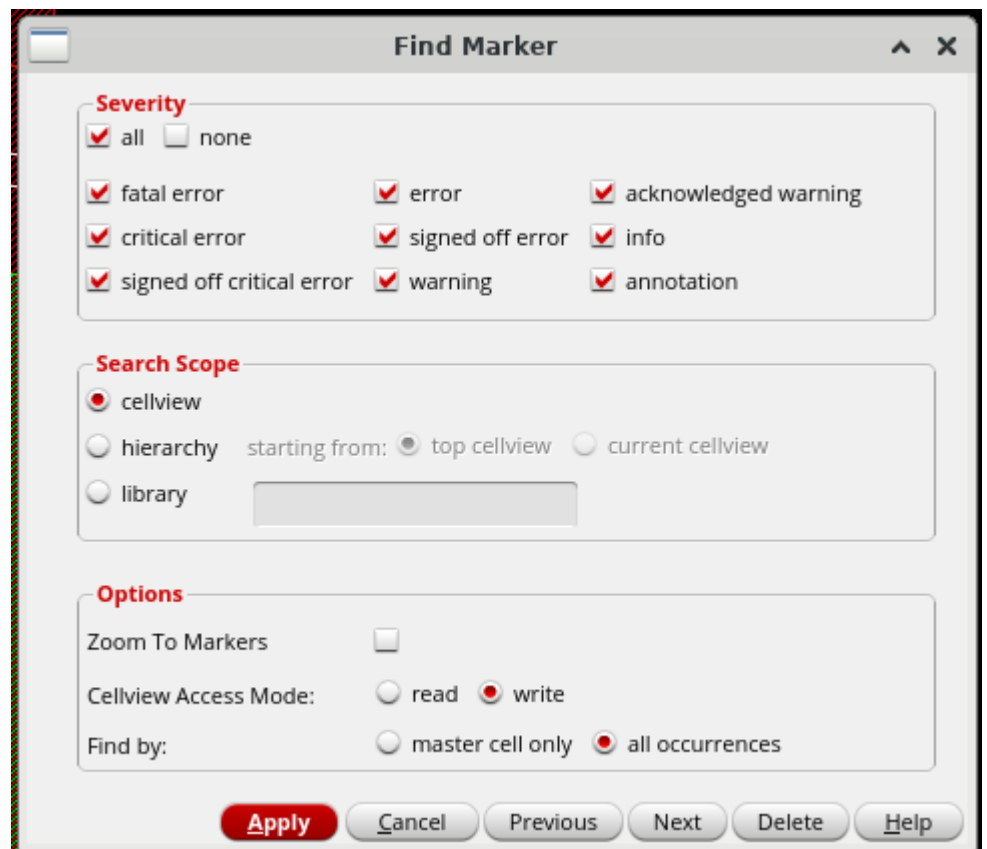 Find Marker
Severity
all none
fatal error error acknowledged warning
critical error signed off error info
signed off critical error warning annotation
Search Scope
cellview
hierarchy starting from: top cellview current cellview
library
Options
Zoom To Markers
Cellview Access Mode: read write
Find by: master cell only all occurrences
Apply Cancel Previous Next Delete Help